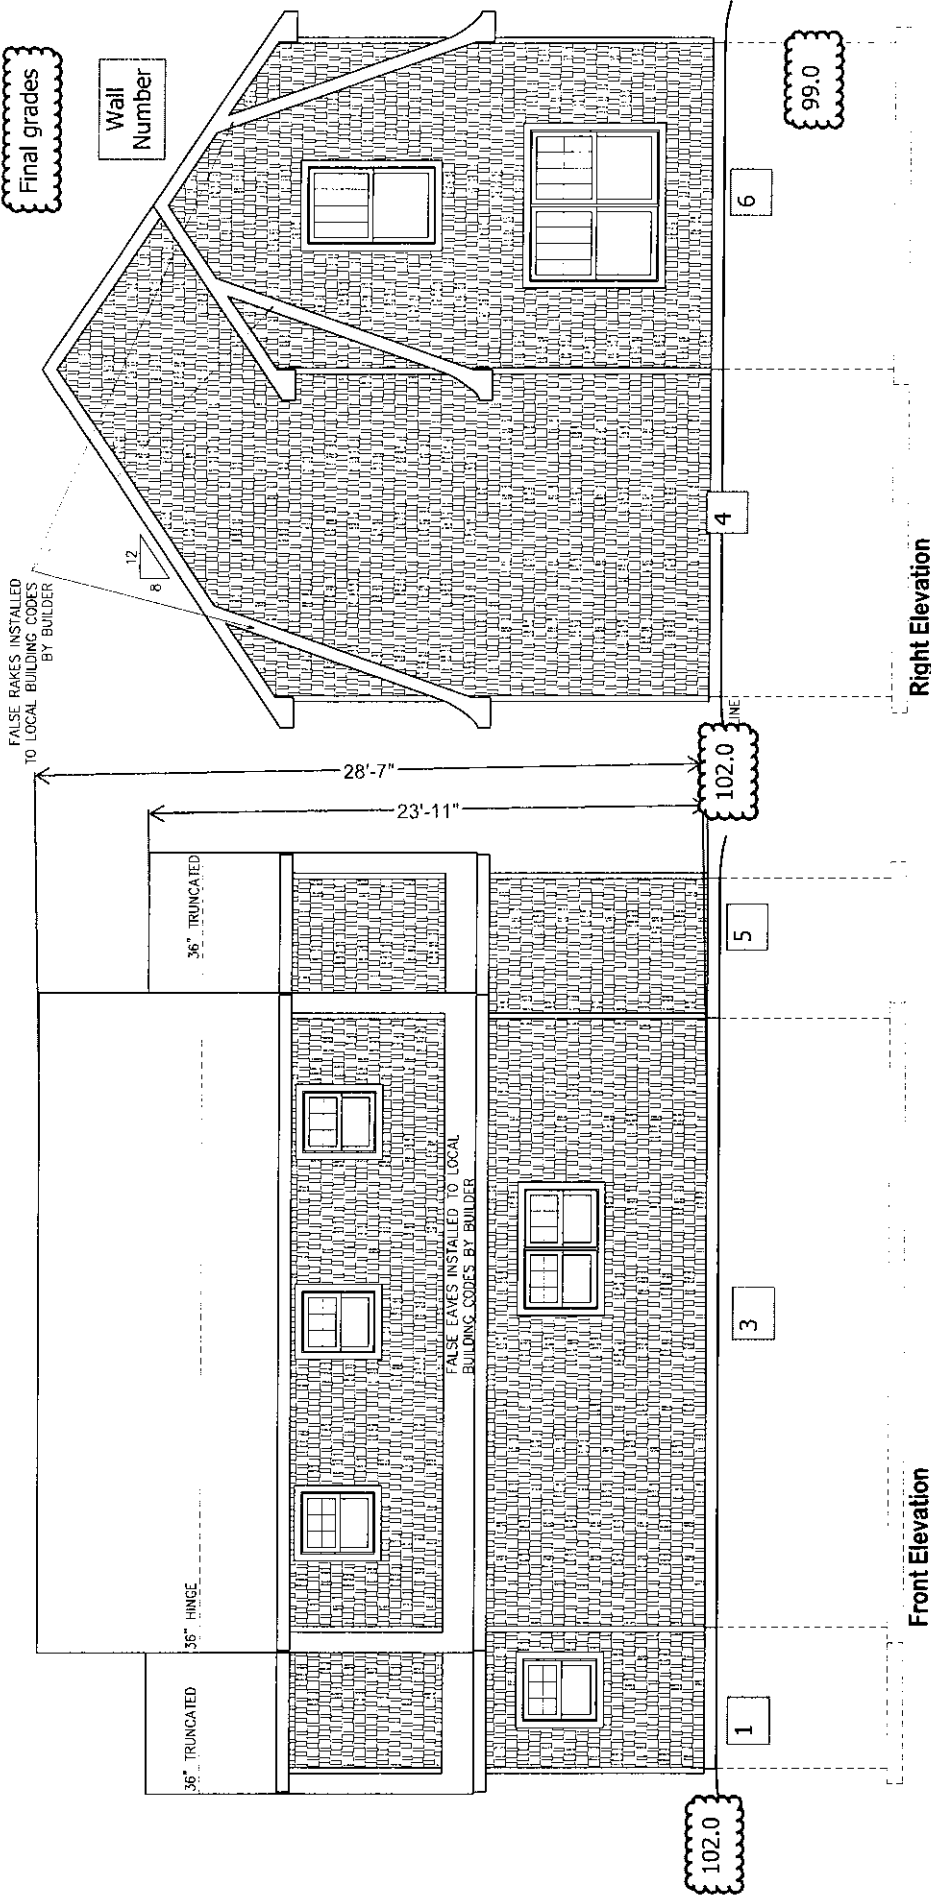 Final grades
Wall
Number
FALSE RAKES INSTALLED
TO LOCAL BUILDING CODES
BY BUILDER
12
8
28'-7"
23'-11"
36" TRUNCATED
36" HINGE
36" TRUNCATED
FALSE EAVES INSTALLED TO LOCAL
BUILDING CODES BY BUILDER
102.0
1
3
5
102.0
LINE
4
6
99.0
Front Elevation
Right Elevation